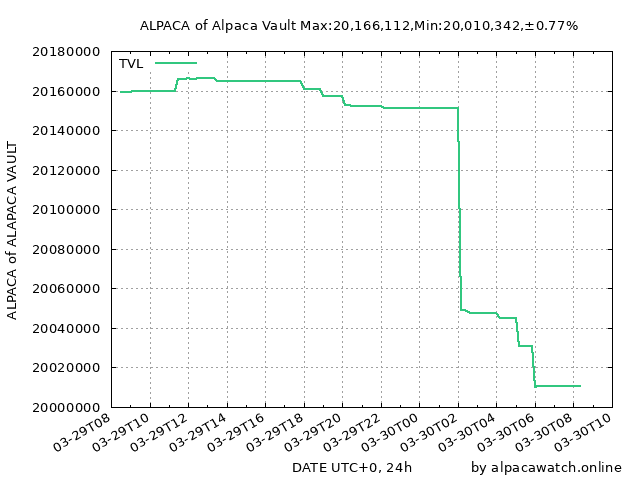 ALPACA of Alpaca Vault Max:20,166,112,Min:20,010,342,±0.77%
TVL
ALPACA of ALAPACA VAULT
20180000
20160000
20140000
20120000
20100000
20080000
20060000
20040000
20020000
20000000
03-29T08
03-29T10
03-29T12
03-29T14
03-29T16
03-29T18
03-29T20
03-29T22
03-30T00
03-30T02
03-30T04
03-30T06
03-30T08
03-30T10
DATE UTC+0, 24h
by alpacawatch.online